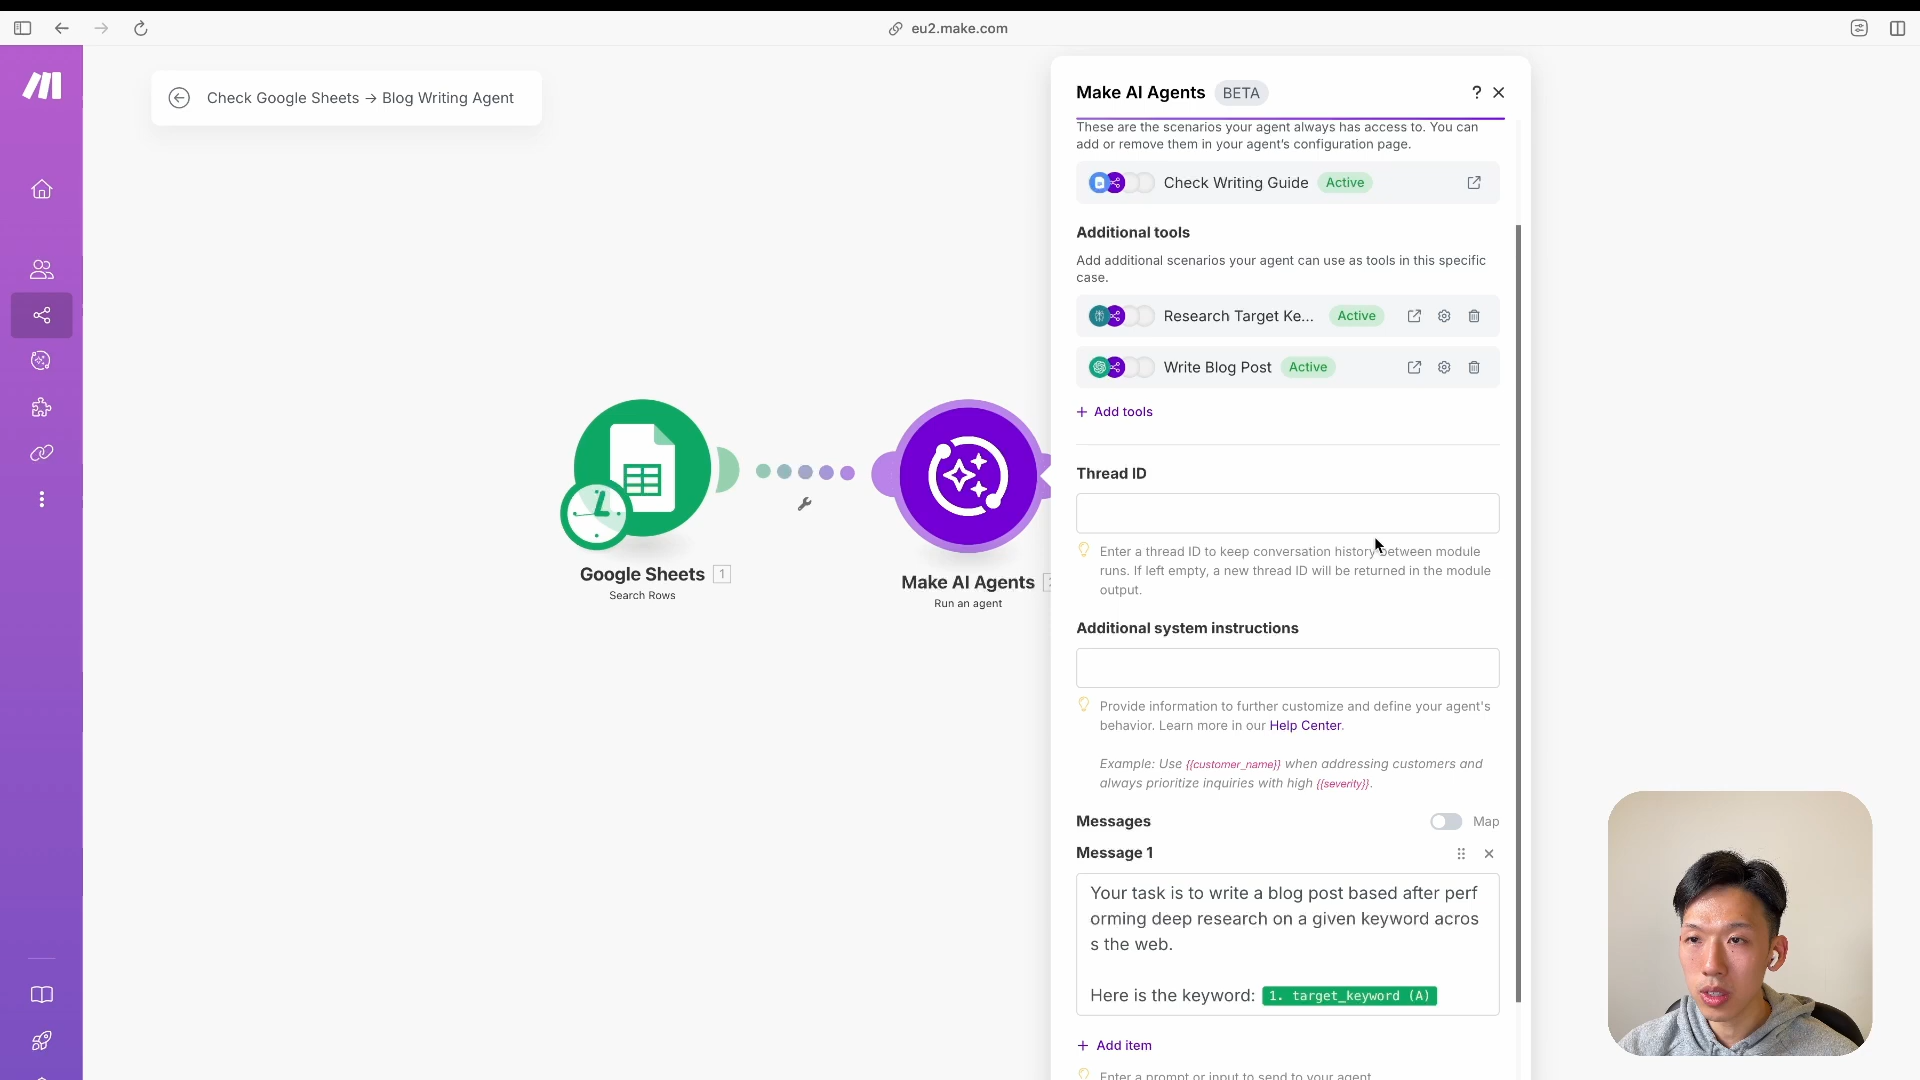 eu2.make.com
Check Google Sheets → Blog Writing Agent
Make AI Agents BETA
?
These are the scenarios your agent always has access to. You can
add or remove them in your agent's configuration page.
Check Writing Guide Active
Additional tools
Add additional scenarios your agent can use as tools in this specific
case.
Research Target Ke... Active
Write Blog Post Active
+ Add tools
Thread ID
Enter a thread ID to keep conversation history between module
runs. If left empty, a new thread ID will be returned in the module
output.
Google Sheets 1
Search Rows
Make AI Agents
Run an agent
Additional system instructions
Provide information to further customize and define your agent's
behavior. Learn more in our Help Center.
Example: Use {{customer_name}} when addressing customers and
always prioritize inquiries with high {{severity}}.
Messages Map
Message 1
Your task is to write a blog post based after perf
orming deep research on a given keyword acros
s the web.
Here is the keyword: 1. target_keyword (A)
+ Add item
Enter a prompt or input to send to your agent